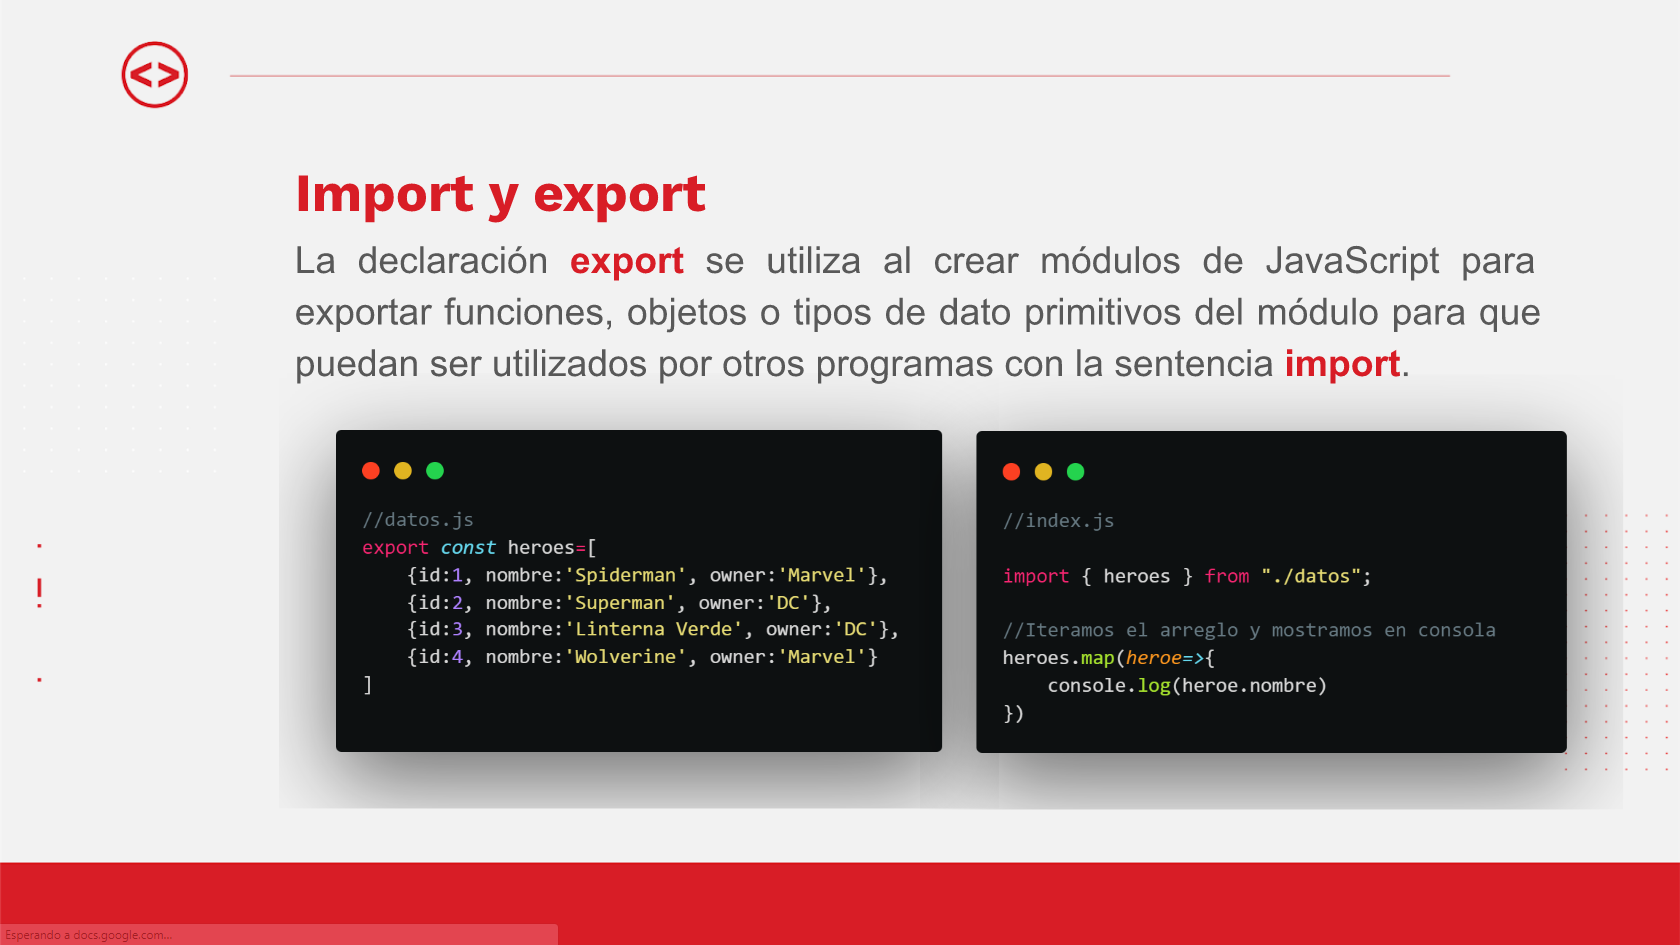 <>
Import y export
La declaración export se utiliza al crear módulos de JavaScript para
exportar funciones, objetos o tipos de dato primitivos del módulo para que
puedan ser utilizados por otros programas con la sentencia import.
//datos.js
export const heroes=[
    {id:1, nombre:'Spiderman', owner:'Marvel'},
    {id:2, nombre:'Superman', owner:'DC'},
    {id:3, nombre:'Linterna Verde', owner:'DC'},
    {id:4, nombre:'Wolverine', owner:'Marvel'}
]
//index.js
import { heroes } from "./datos";
//Iteramos el arreglo y mostramos en consola
heroes.map(heroe=>{
    console.log(heroe.nombre)
})
Esperando a docs.google.com...